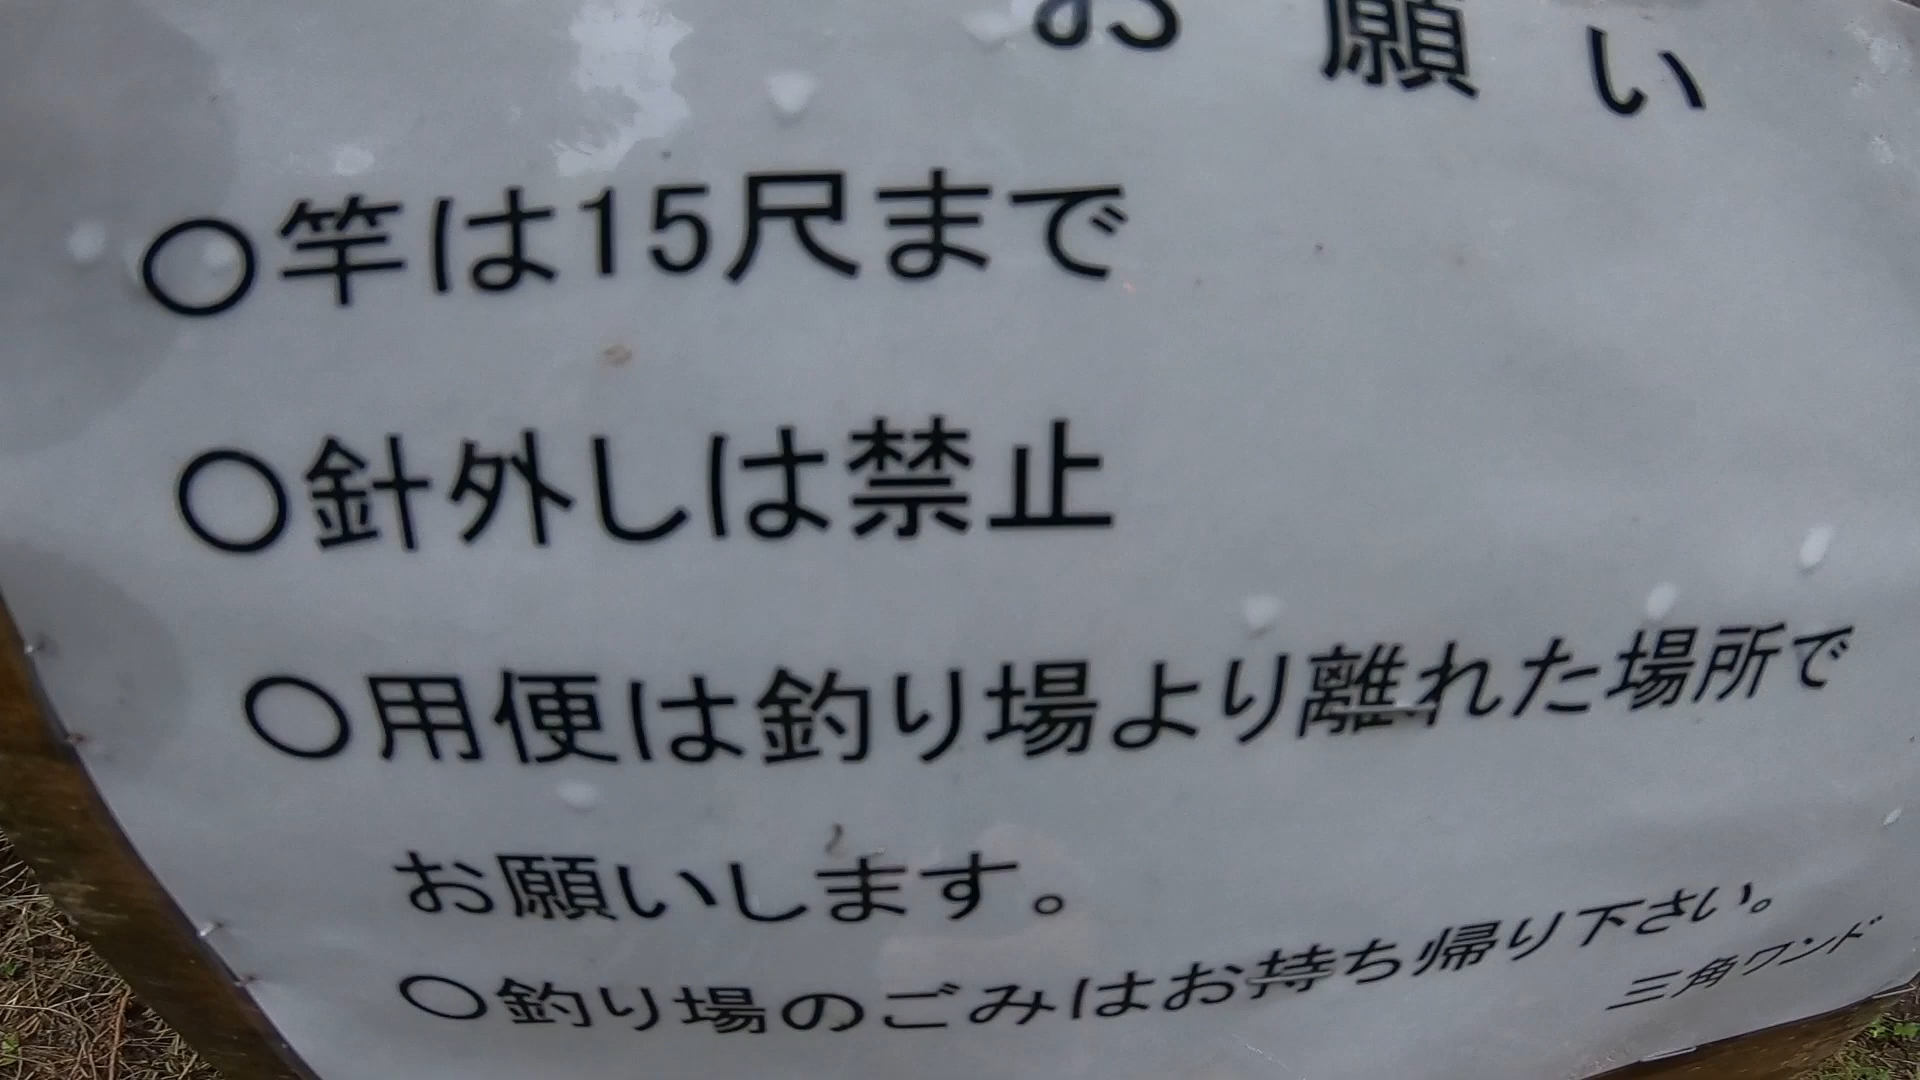 お願い
○竿は15尺まで
○針外しは禁止
○用便は釣り場より離れた場所で
お願いします。
○釣り場のごみはお持ち帰り下さい。
三角ワンド